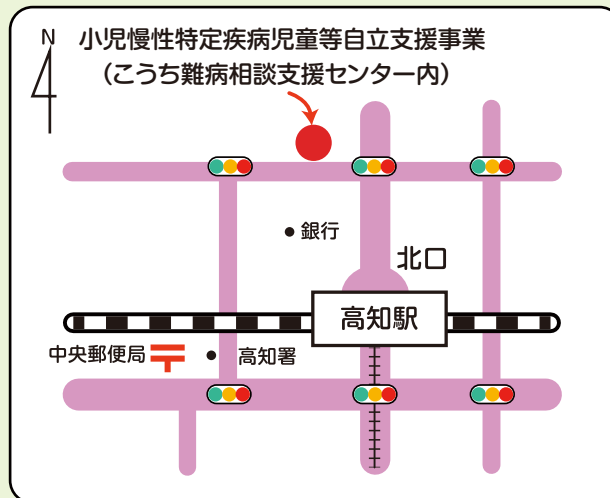 N
小児慢性特定疾病児童等自立支援事業
（こうち難病相談支援センター内）
銀行
北口
高知駅
中央郵便局
高知署